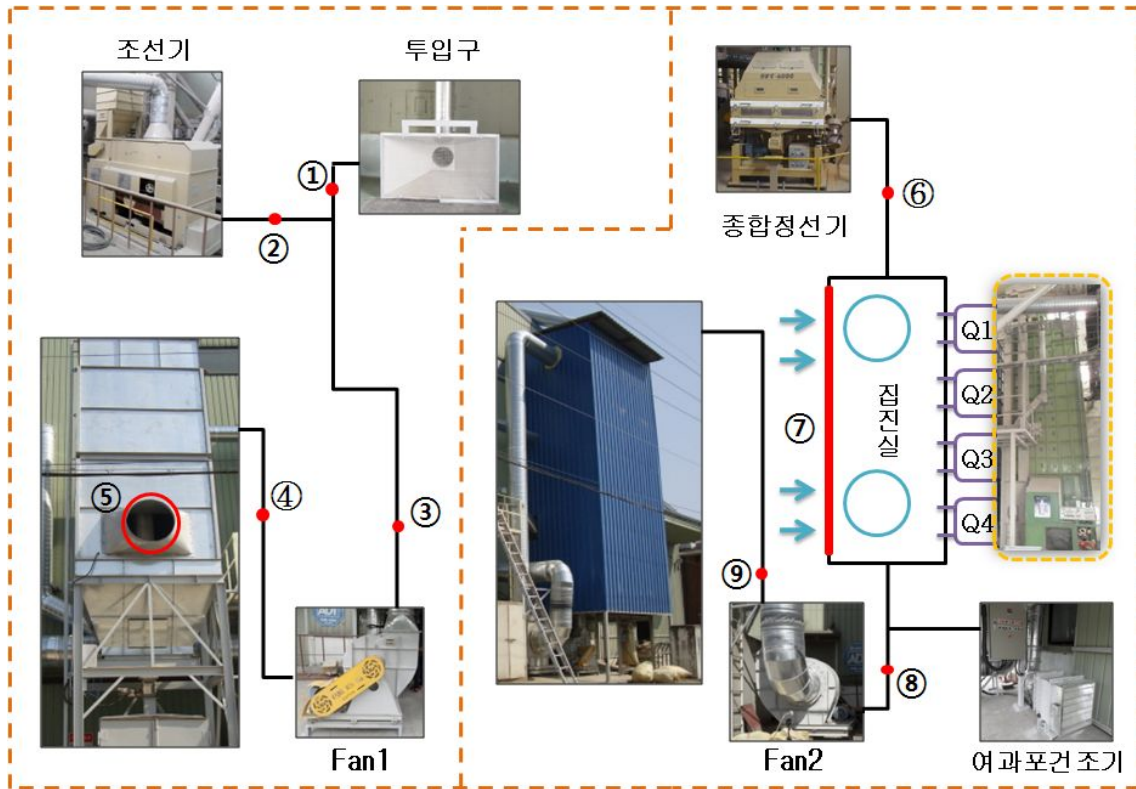 조선기
투입구
①
②
③
④
⑤
Fan1
종합정선기
⑥
⑦
집진실
Q1
Q2
Q3
Q4
⑧
⑨
Fan2
여과포건조기